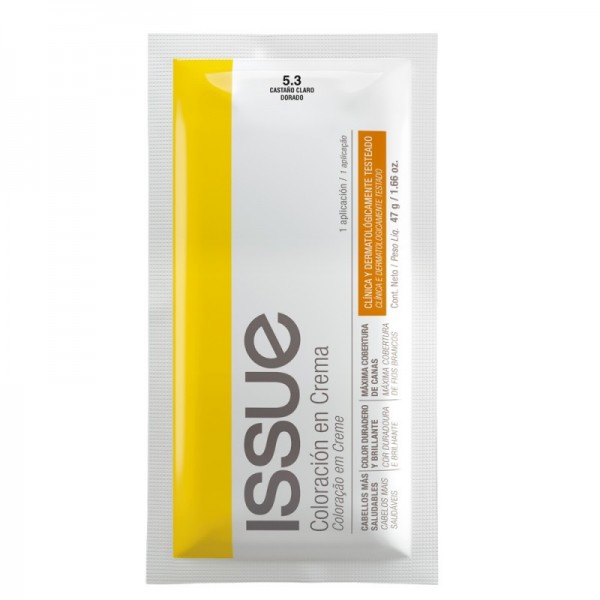 5.3
CASTAÑO CLARO
DORADO
ISSUE
Coloración en Crema
Coloração em Creme
1 aplicación / 1 aplicação
CLÍNICA Y DERMATOLÓGICAMENTE TESTEADO
CLÍNICA E DERMATOLOGICAMENTE TESTADO
Cont. Neto / Peso Liq. 47 g / 1.66 oz.
CABELLOS MÁS
SALUDABLES
CABELOS MAIS
SAUDÁVEIS
COLOR DURADERO
Y BRILLANTE
COR DURADOURA
E BRILHANTE
MÁXIMA COBERTURA
DE CANAS
MÁXIMA COBERTURA
DE FIOS BRANCOS